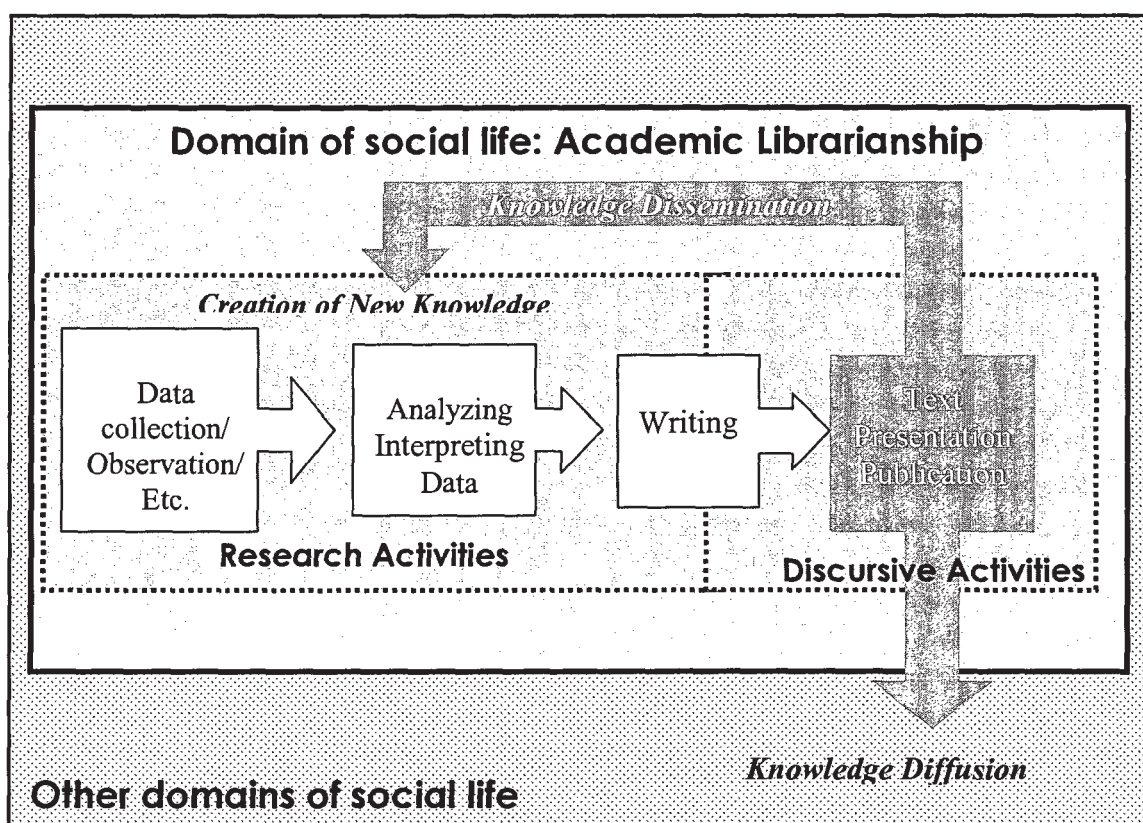 Domain of social life: Academic Librarianship
Knowledge Dissemination
Creation of New Knowledge
Data
collection/
Observation/
Etc.
Analyzing
Interpreting
Data
Writing
Text
Presentation
Publication
Research Activities
Discursive Activities
Knowledge Diffusion
Other domains of social life